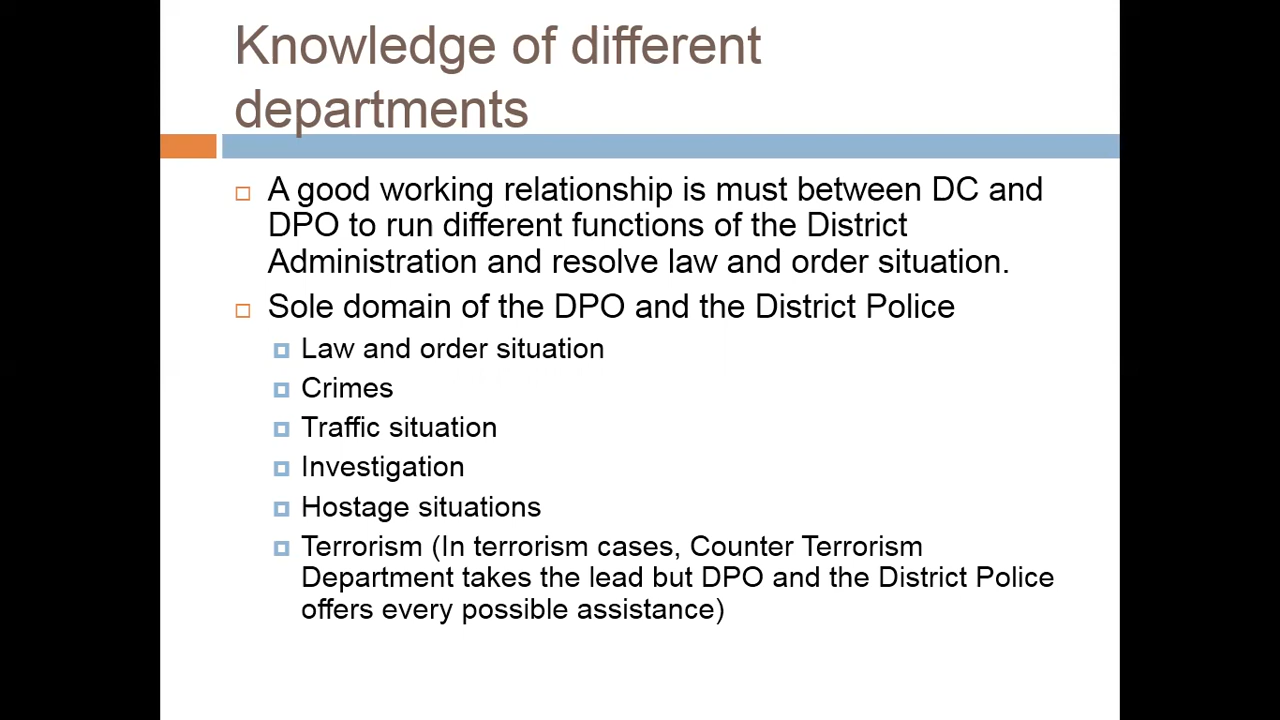 Knowledge of different
departments
A good working relationship is must between DC and
DPO to run different functions of the District
Administration and resolve law and order situation.
Sole domain of the DPO and the District Police
Law and order situation
Crimes
Traffic situation
Investigation
Hostage situations
Terrorism (In terrorism cases, Counter Terrorism
Department takes the lead but DPO and the District Police
offers every possible assistance)